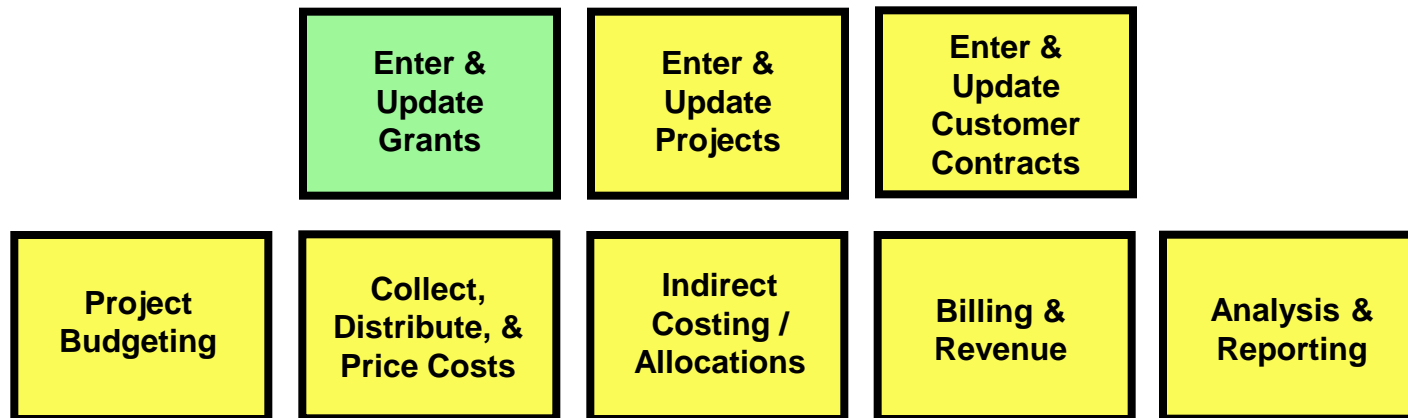 Enter &
Update
Grants
Enter &
Update
Projects
Enter &
Update
Customer
Contracts
Project
Budgeting
Collect,
Distribute, &
Price Costs
Indirect
Costing /
Allocations
Billing &
Revenue
Analysis &
Reporting